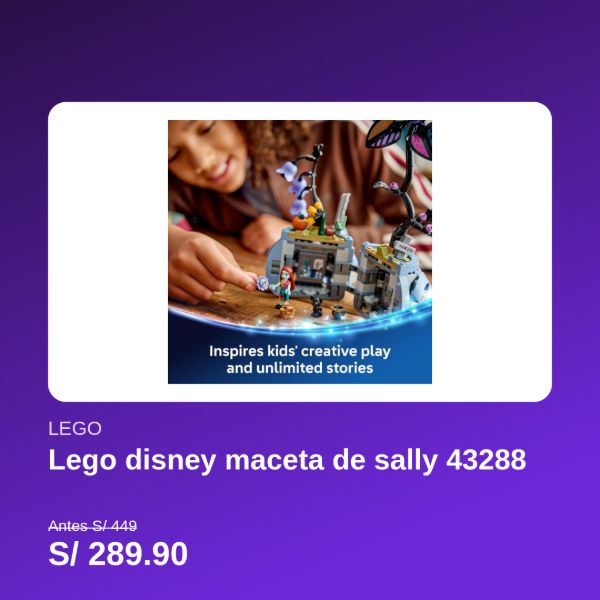 Inspires kids' creative play
and unlimited stories
LEGO
Lego disney maceta de sally 43288
Antes S/ 449
S/ 289.90